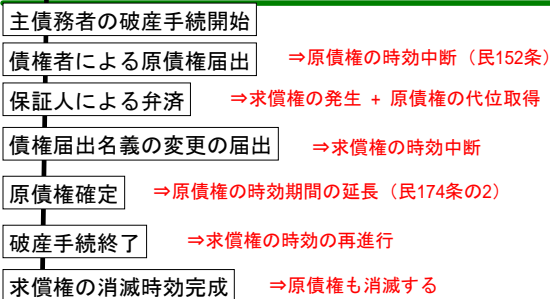 主債務者の破産手続開始
債権者による原債権届出 ⇒原債権の時効中断（民152条）
保証人による弁済 ⇒求償権の発生 + 原債権の代位取得
債権届出名義の変更の届出 ⇒求償権の時効中断
原債権確定 ⇒原債権の時効期間の延長（民174条の2）
破産手続終了 ⇒求償権の時効の再進行
求償権の消滅時効完成 ⇒原債権も消滅する